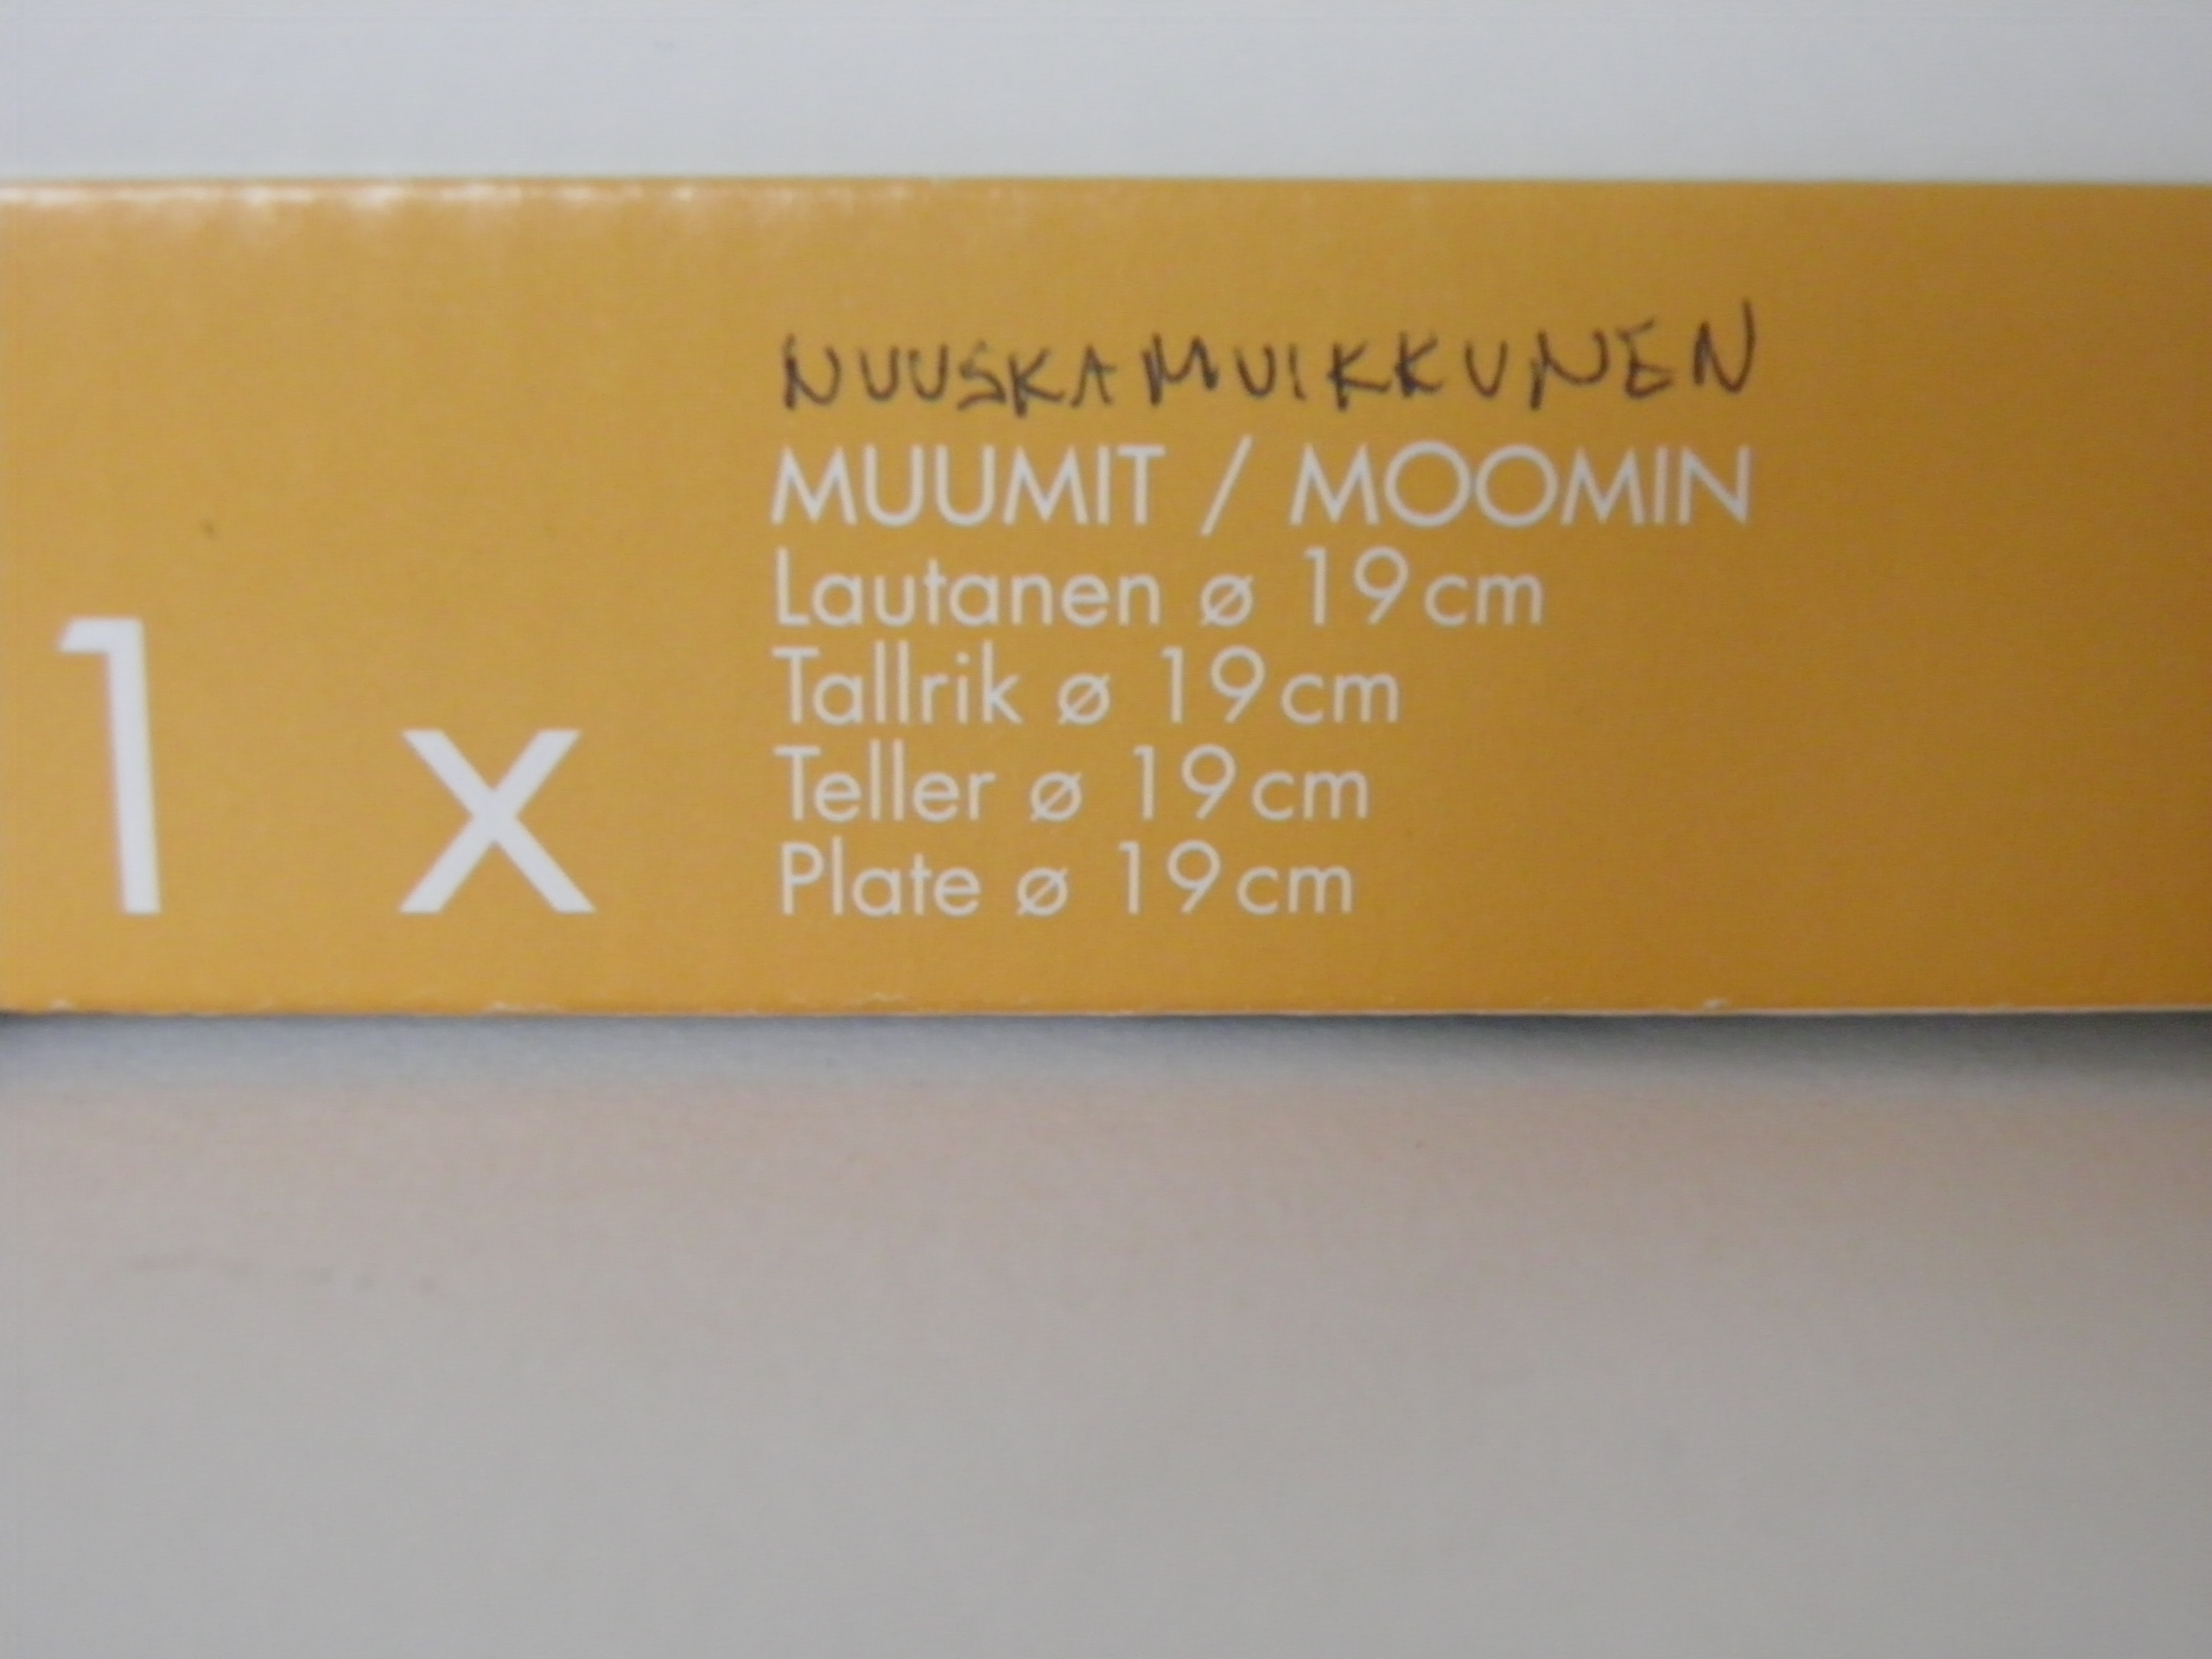 NUUSKAMUIKKUNEN
MUUMIT / MOOMIN
Lautanen ø 19cm
Tallrik ø 19cm
Teller ø 19cm
Plate ø 19cm
1 x